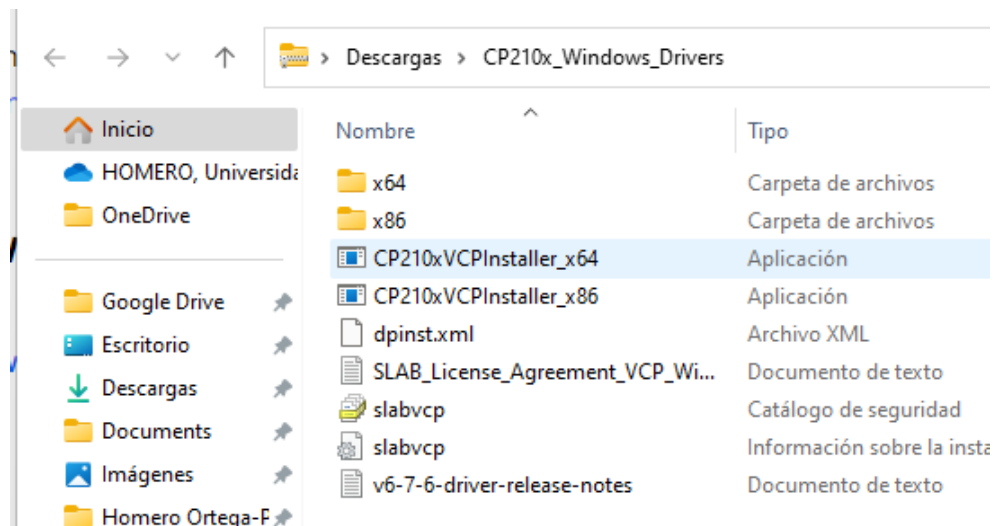 Descargas > CP210x_Windows_Drivers
Inicio
HOMERO, Universida
OneDrive
Google Drive
Escritorio
Descargas
Documents
Imágenes
Homero Ortega-P
Nombre Tipo
x64 Carpeta de archivos
x86 Carpeta de archivos
CP210xVCPInstaller_x64 Aplicación
CP210xVCPInstaller_x86 Aplicación
dpinst.xml Archivo XML
SLAB_License_Agreement_VCP_Wi... Documento de texto
slabvcp Catálogo de seguridad
slabvcp Información sobre la insta
v6-7-6-driver-release-notes Documento de texto